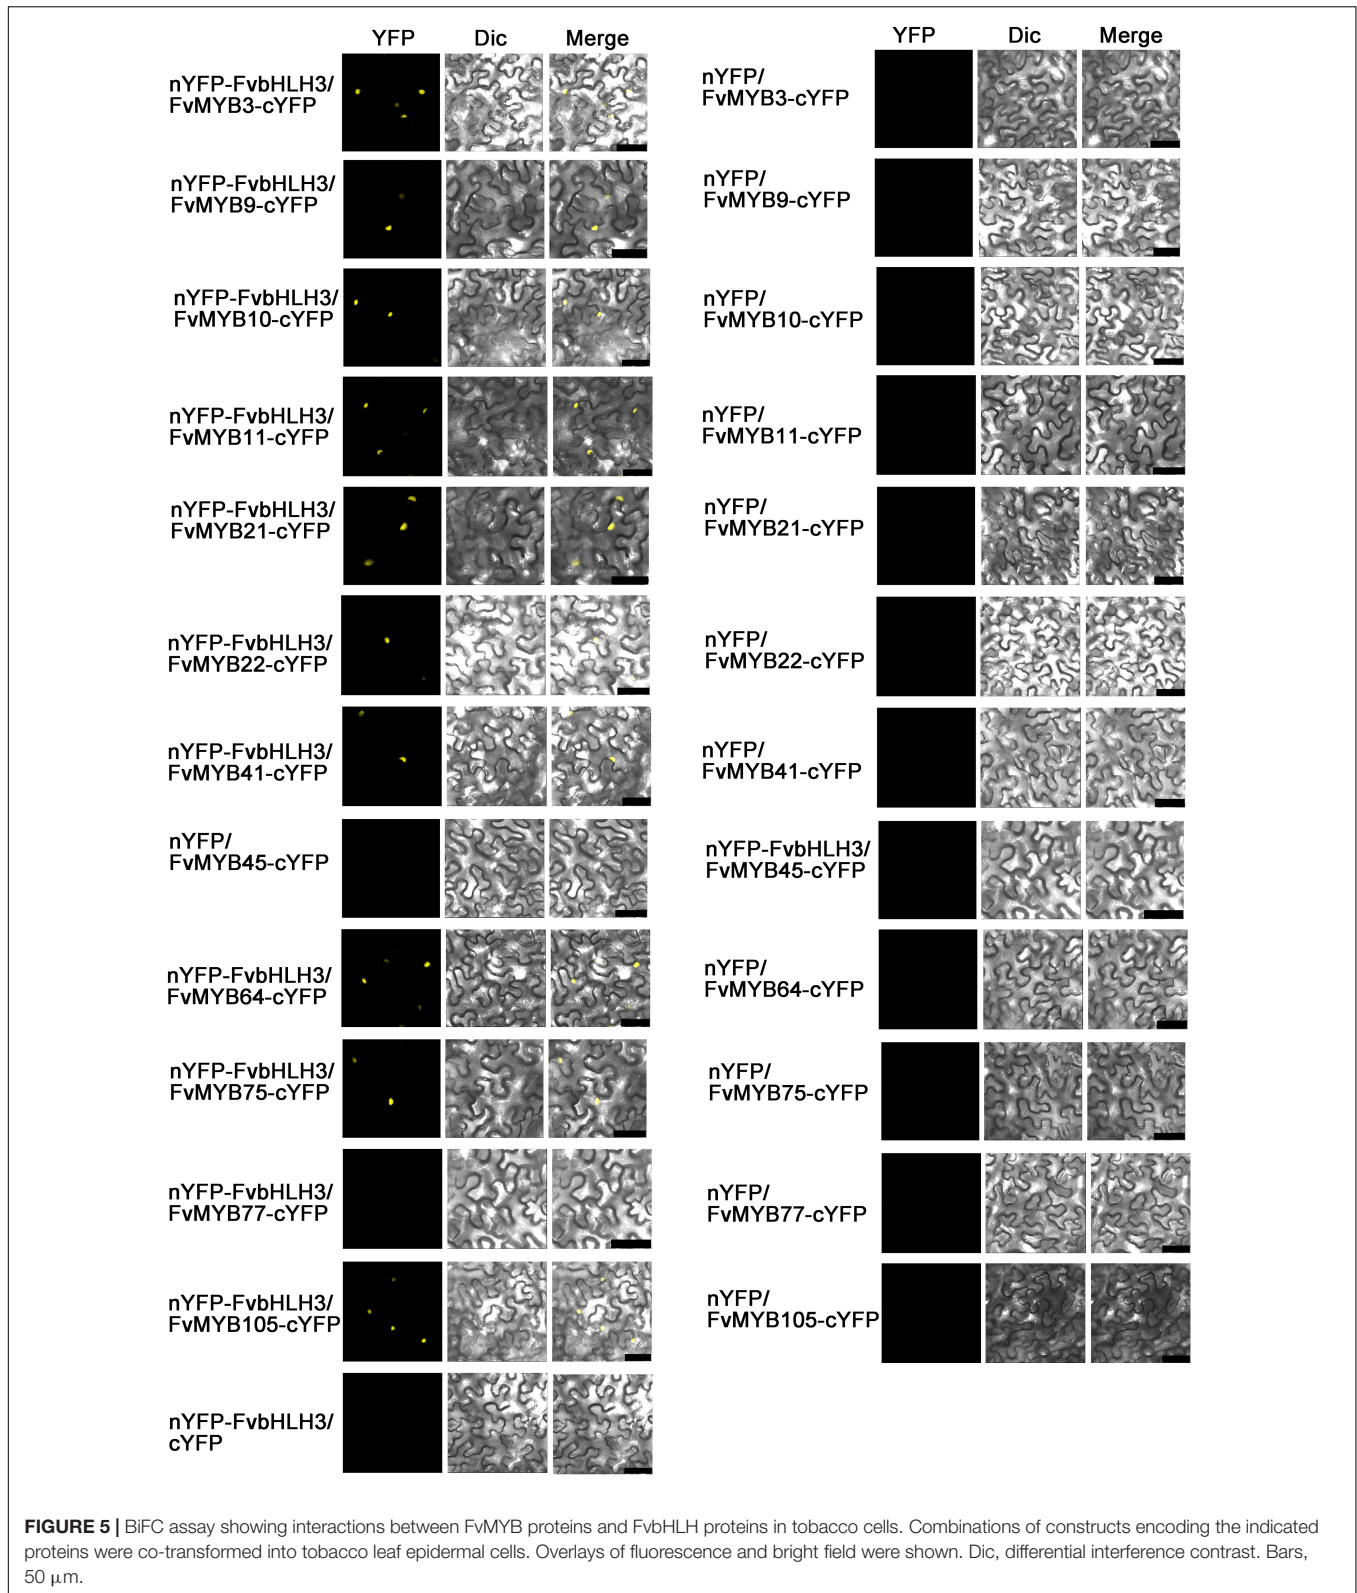 YFP Dic Merge
nYFP-FvbHLH3/
FvMYB3-cYFP
nYFP-FvbHLH3/
FvMYB9-cYFP
nYFP-FvbHLH3/
FvMYB10-cYFP
nYFP-FvbHLH3/
FvMYB11-cYFP
nYFP-FvbHLH3/
FvMYB21-cYFP
nYFP-FvbHLH3/
FvMYB22-cYFP
nYFP-FvbHLH3/
FvMYB41-cYFP
nYFP/
FvMYB45-cYFP
nYFP-FvbHLH3/
FvMYB64-cYFP
nYFP-FvbHLH3/
FvMYB75-cYFP
nYFP-FvbHLH3/
FvMYB77-cYFP
nYFP-FvbHLH3/
FvMYB105-cYFP
nYFP-FvbHLH3/
cYFP
YFP Dic Merge
nYFP/
FvMYB3-cYFP
nYFP/
FvMYB9-cYFP
nYFP/
FvMYB10-cYFP
nYFP/
FvMYB11-cYFP
nYFP/
FvMYB21-cYFP
nYFP/
FvMYB22-cYFP
nYFP/
FvMYB41-cYFP
nYFP-FvbHLH3/
FvMYB45-cYFP
nYFP/
FvMYB64-cYFP
nYFP/
FvMYB75-cYFP
nYFP/
FvMYB77-cYFP
nYFP/
FvMYB105-cYFP
FIGURE 5 | BiFC assay showing interactions between FvMYB proteins and FvbHLH proteins in tobacco cells. Combinations of constructs encoding the indicated
proteins were co-transformed into tobacco leaf epidermal cells. Overlays of fluorescence and bright field were shown. Dic, differential interference contrast. Bars,
50 μm.